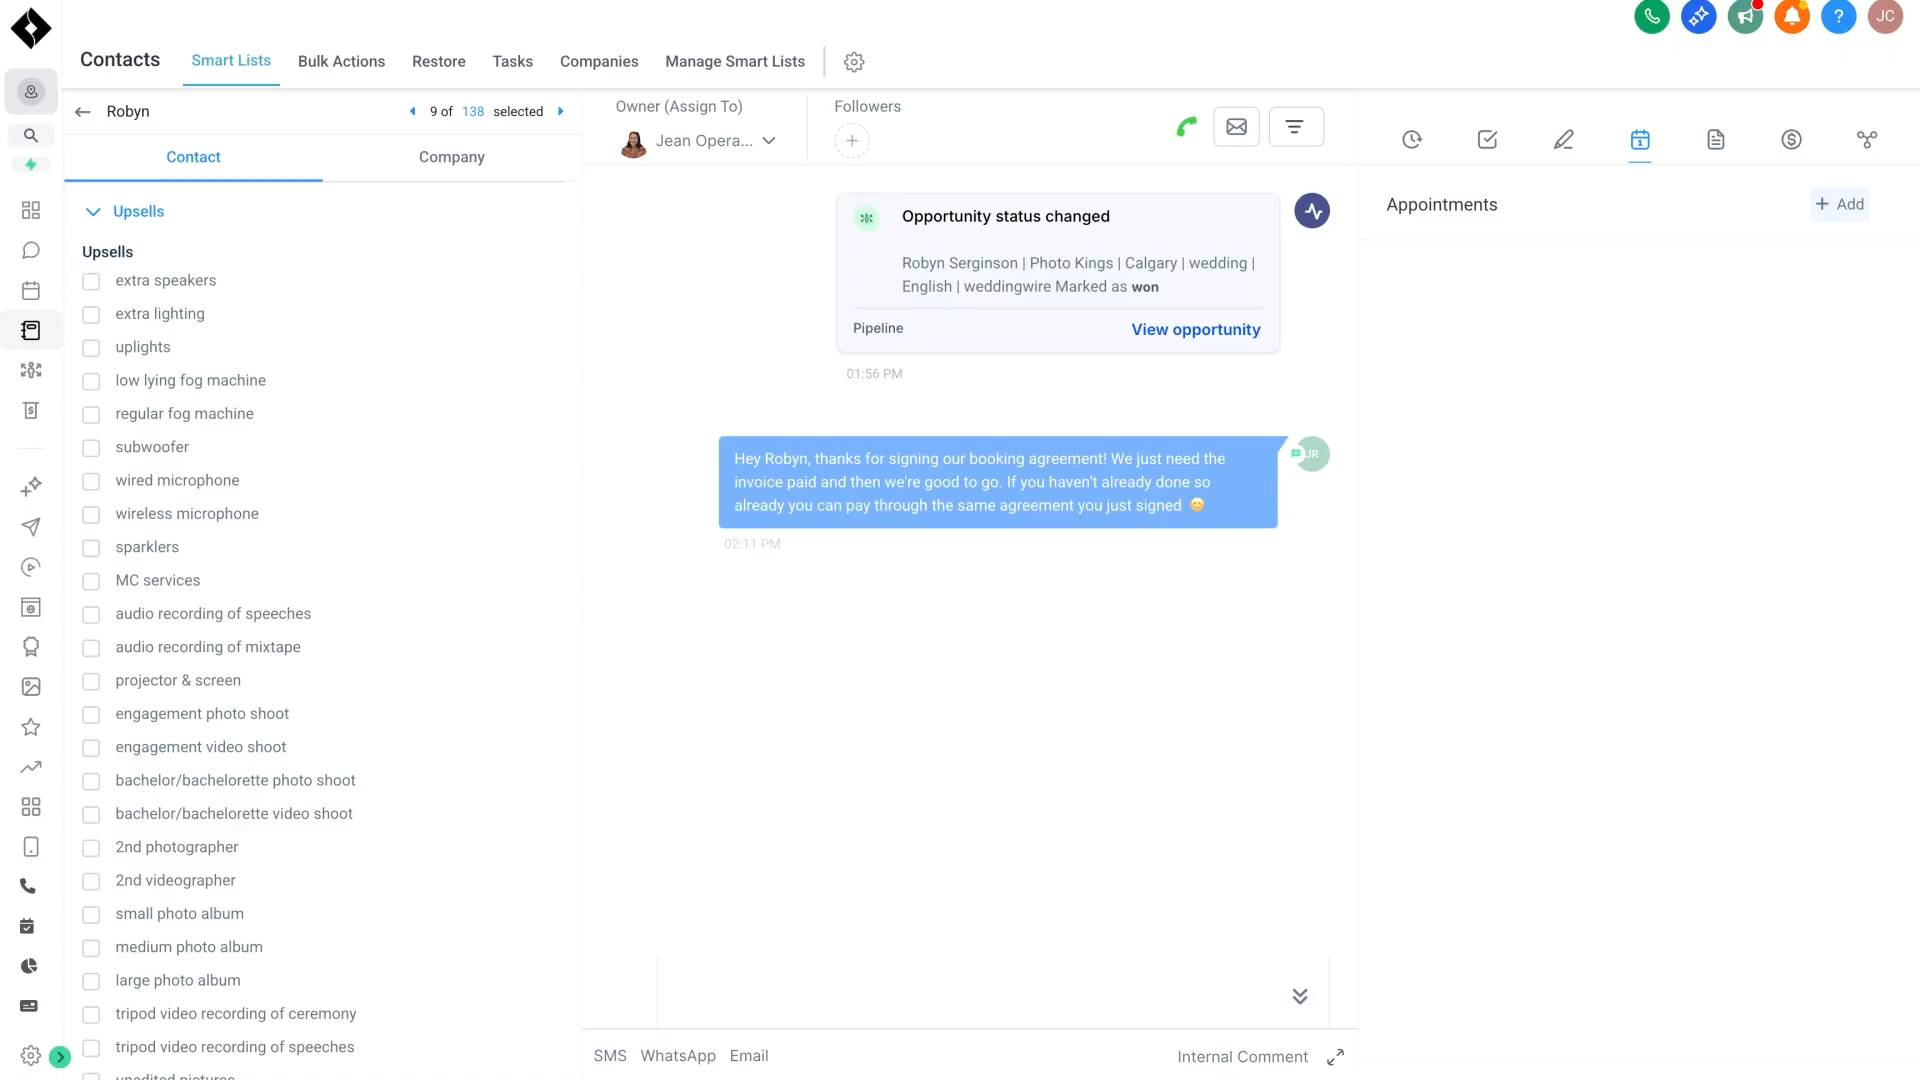 JC
Contacts
Smart Lists
Bulk Actions
Restore
Tasks
Companies
Manage Smart Lists
Robyn
9 of 138 selected
Contact
Company
Upsells
Upsells
extra speakers
extra lighting
uplights
low lying fog machine
regular fog machine
subwoofer
wired microphone
wireless microphone
sparklers
MC services
audio recording of speeches
audio recording of mixtape
projector & screen
engagement photo shoot
engagement video shoot
bachelor/bachelorette photo shoot
bachelor/bachelorette video shoot
2nd photographer
2nd videographer
small photo album
medium photo album
large photo album
tripod video recording of ceremony
tripod video recording of speeches
unedited pictures
Owner (Assign To)
Jean Opera...
Followers
Opportunity status changed
Robyn Serginson | Photo Kings | Calgary | wedding |
English | weddingwire Marked as won
Pipeline
View opportunity
01:56 PM
Hey Robyn, thanks for signing our booking agreement! We just need the
invoice paid and then we're good to go. If you haven't already done so
already you can pay through the same agreement you just signed 😊
JR
02:11 PM
SMS
WhatsApp
Email
Internal Comment
Appointments
+ Add